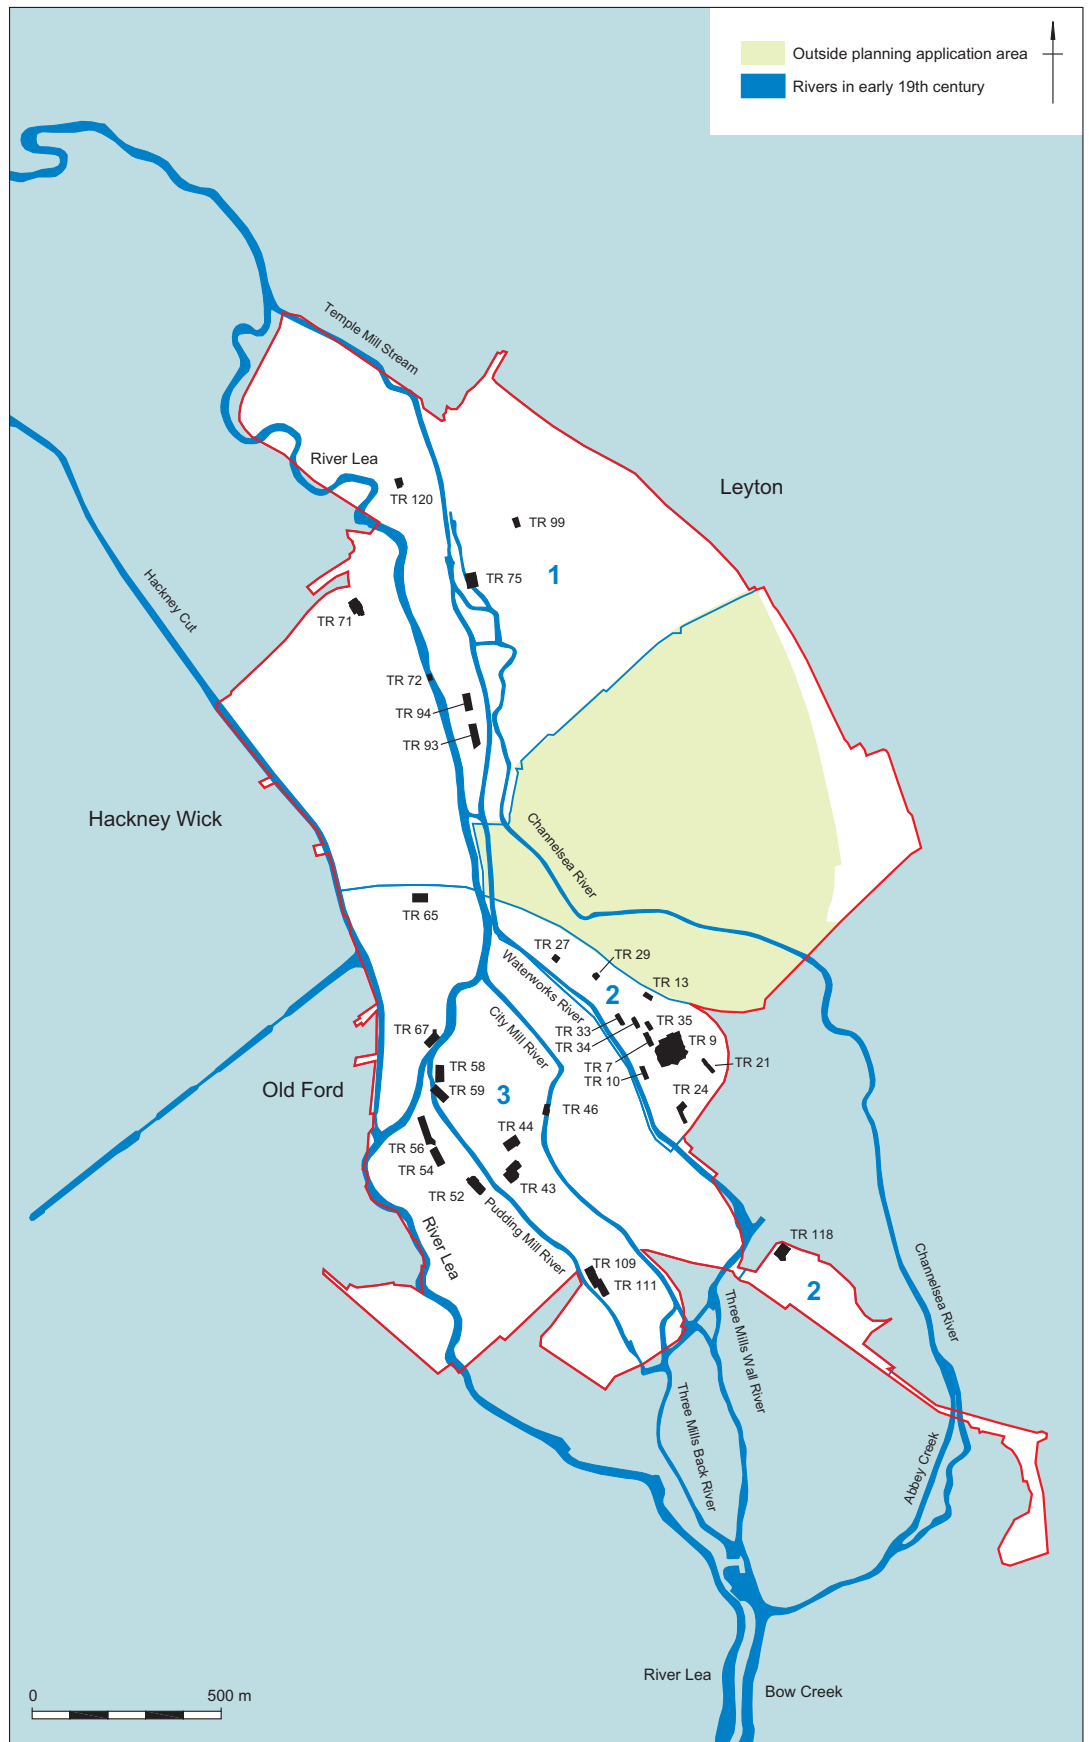 Outside planning application area
Rivers in early 19th century
Temple Mill Stream
River Lea
Leyton
TR 120
TR 99
1
TR 75
Hackney Cut
TR 71
TR 72
TR 94
TR 93
Hackney Wick
Channelsea River
TR 65
TR 27
TR 29
Waterworks River
2
TR 13
City Mill River
TR 33
TR 35
TR 67
TR 34
TR 9
TR 7
TR 21
TR 58
TR 10
Old Ford
TR 59
3
TR 24
TR 46
TR 44
TR 56
TR 54
TR 43
TR 52
Pudding Mill River
River Lea
TR 118
TR 109
TR 111
2
Channelsea River
Three Mills Wall River
Three Mills Back River
Abbey Creek
River Lea
Bow Creek
0
500 m